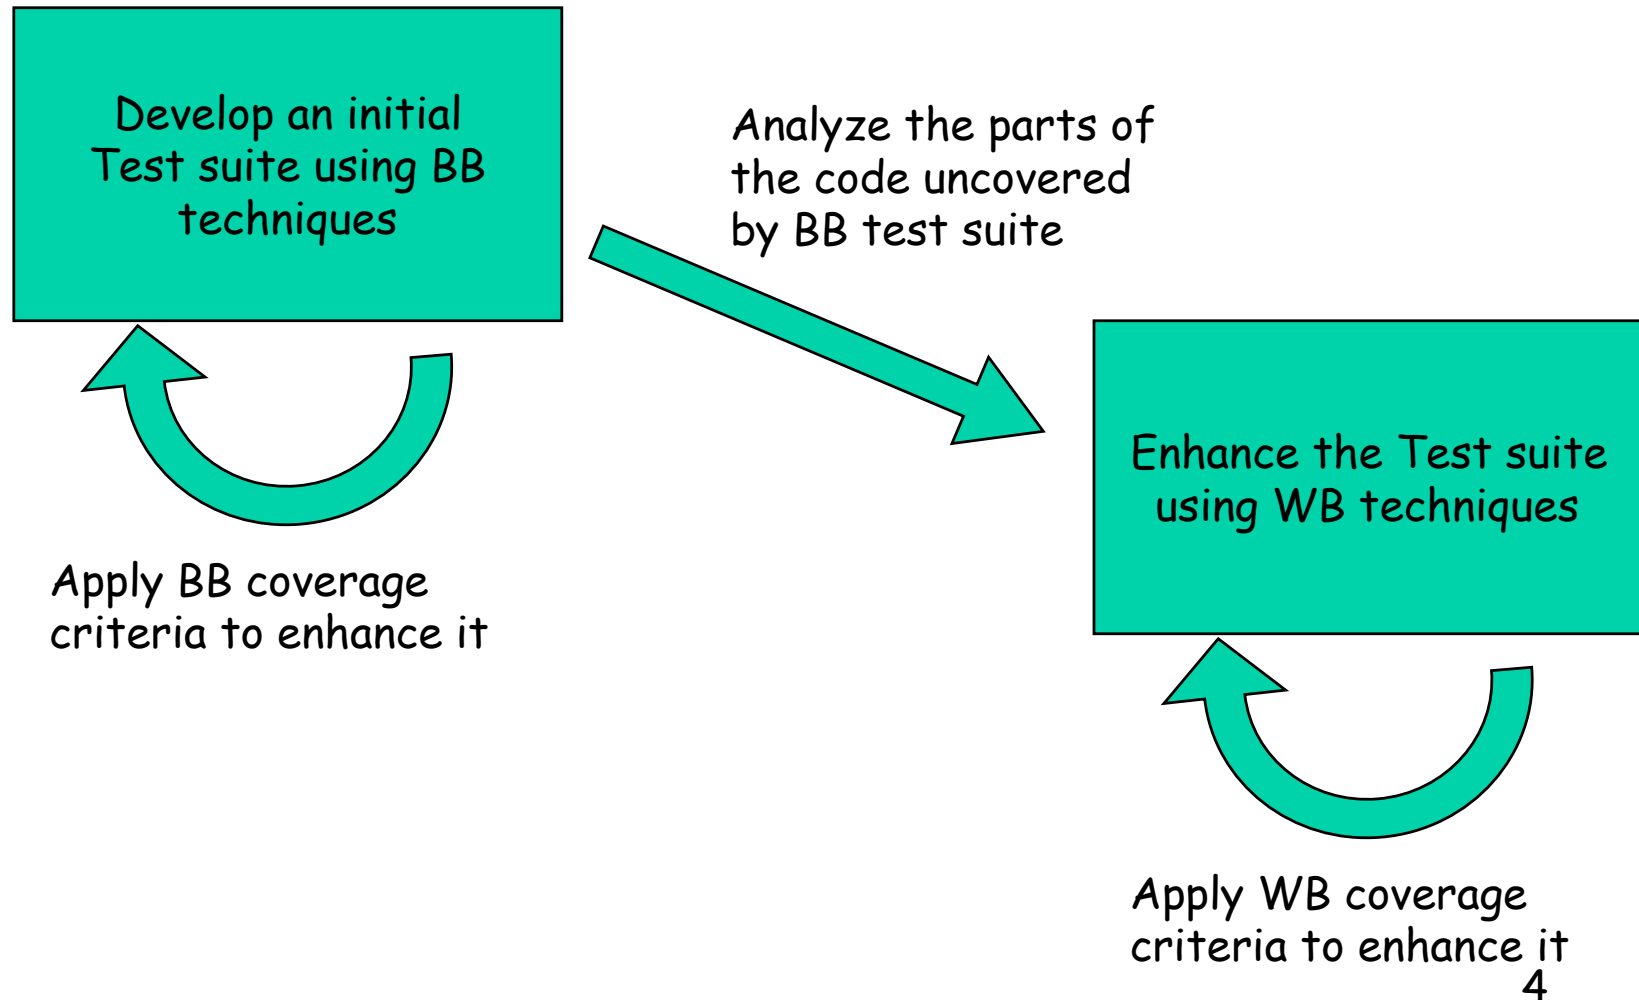 Develop an initial
Test suite using BB
techniques
Analyze the parts of
the code uncovered
by BB test suite
Enhance the Test suite
using WB techniques
Apply BB coverage
criteria to enhance it
Apply WB coverage
criteria to enhance it
4